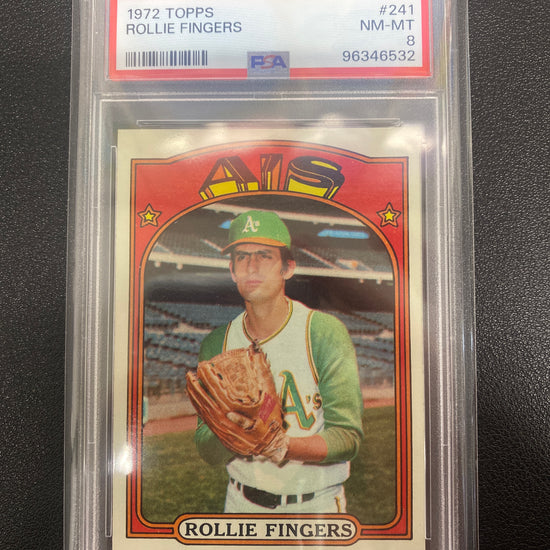 1972 TOPPS #241
ROLLIE FINGERS NM-MT
PSA 8
96346532
A'S
A's
A's
ROLLIE FINGERS